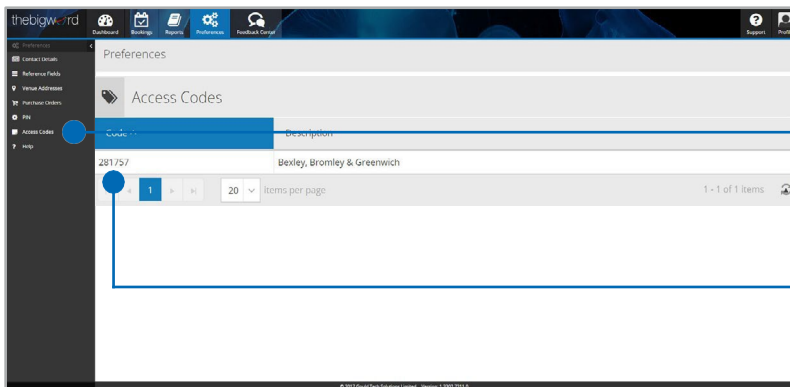 thebigword
Dashboard
Bookings
Reports
Preferences
Feedback Center
Support
Profil
Preferences
Contact Details
Reference Fields
Venue Addresses
Purchase Orders
PIN
Access Codes
Help
Preferences
Access Codes
Code
Description
281757
Bexley, Bromley & Greenwich
1
20
items per page
1 - 1 of 1 items